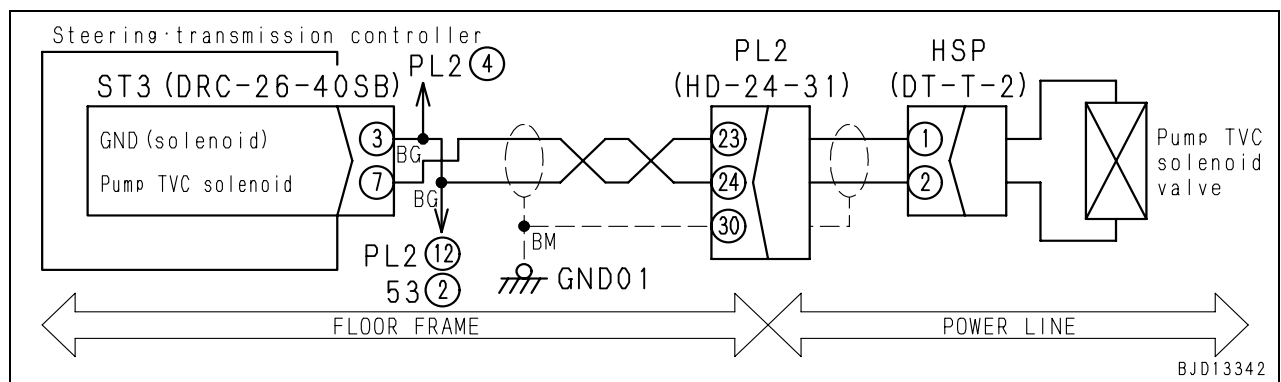 Steering·transmission controller
ST3 (DRC-26-40SB)
GND (solenoid)
Pump TVC solenoid
3
7
BG
BG
PL2 4
PL2 12
53 2
BM
GND01
PL2
(HD-24-31)
23
24
30
HSP
(DT-T-2)
1
2
Pump TVC
solenoid
valve
FLOOR FRAME
POWER LINE
BJD13342